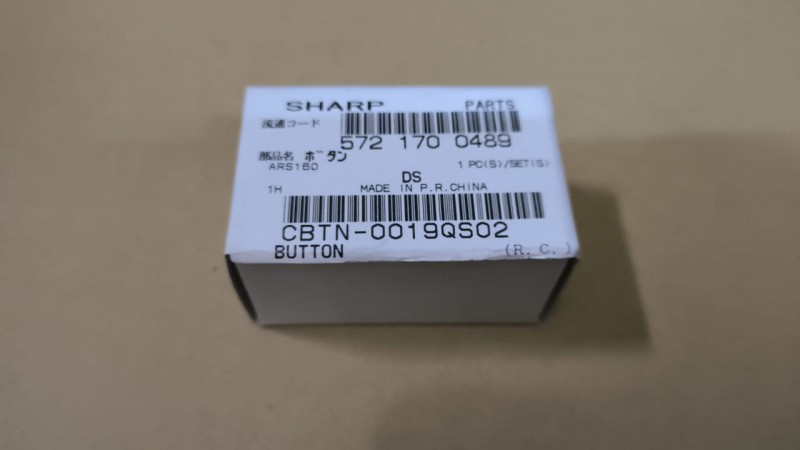 SHARP PARTS
流通コード
572 170 0489
部品名 ボタン
ARS160 1 PC(S)/SET(S)
DS
1H MADE IN P.R.CHINA
CBTN-0019QS02
BUTTON (R.C.)